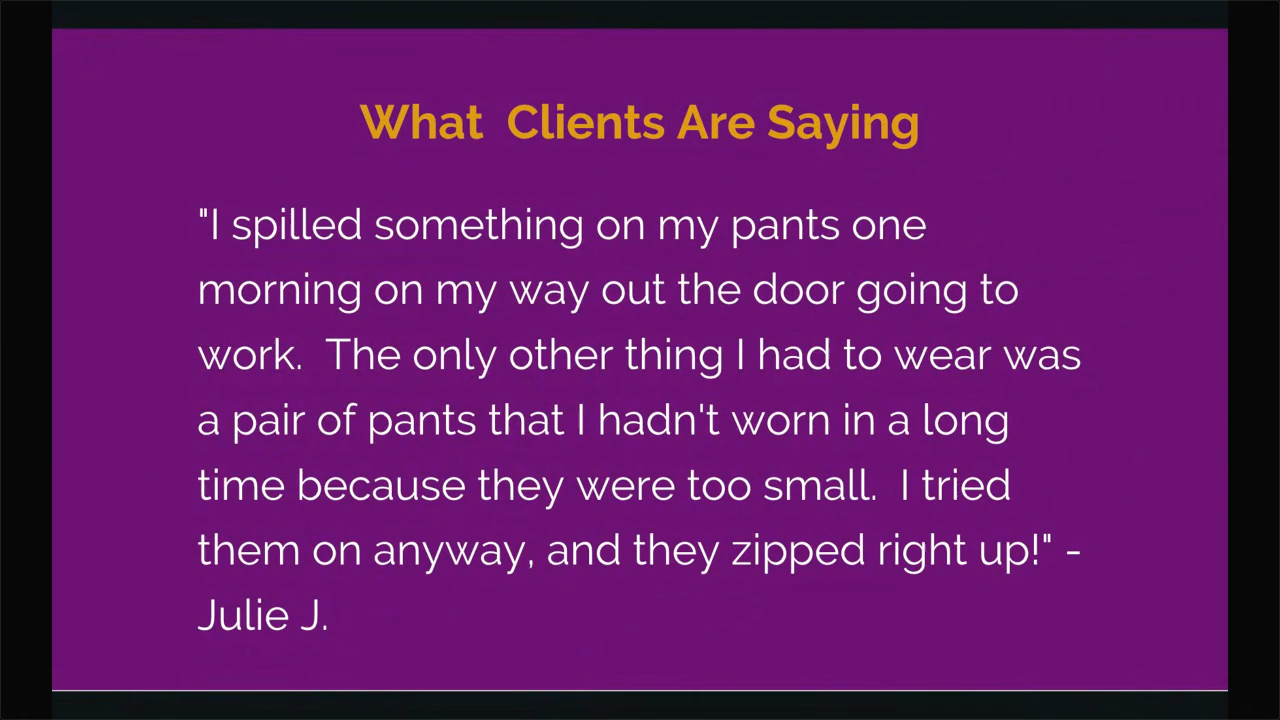 What  Clients Are Saying
"I spilled something on my pants one
morning on my way out the door going to
work.  The only other thing I had to wear was
a pair of pants that I hadn't worn in a long
time because they were too small.  I tried
them on anyway, and they zipped right up!" -
Julie J.